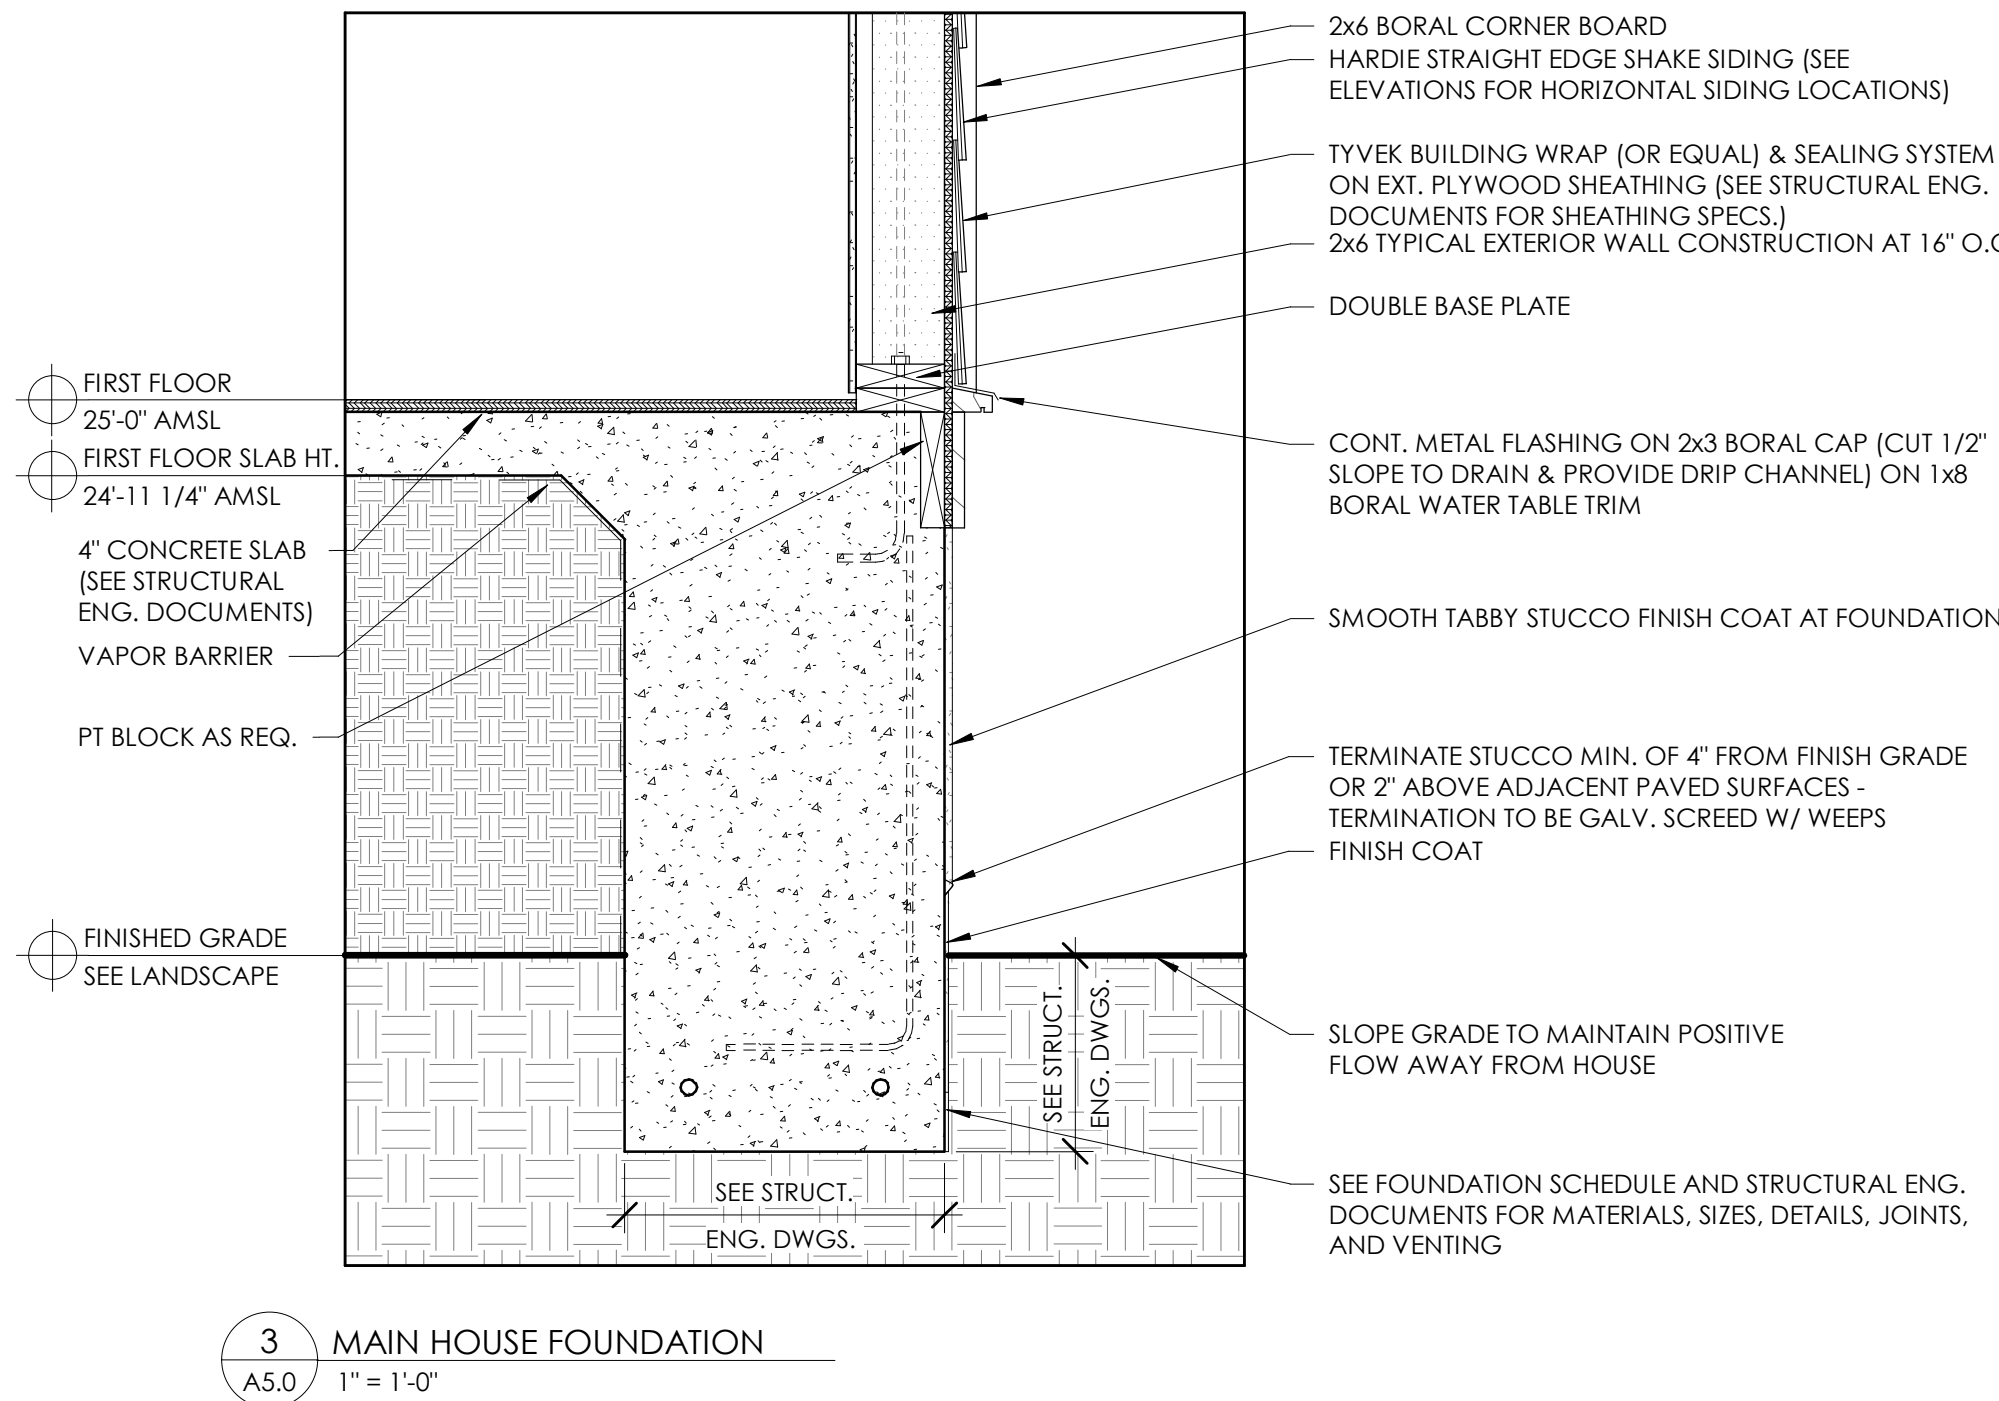 2x6 BORAL CORNER BOARD
HARDIE STRAIGHT EDGE SHAKE SIDING (SEE
ELEVATIONS FOR HORIZONTAL SIDING LOCATIONS)
TYVEK BUILDING WRAP (OR EQUAL) & SEALING SYSTEM
ON EXT. PLYWOOD SHEATHING (SEE STRUCTURAL ENG.
DOCUMENTS FOR SHEATHING SPECS.)
2x6 TYPICAL EXTERIOR WALL CONSTRUCTION AT 16" O.C
DOUBLE BASE PLATE
FIRST FLOOR
25'-0" AMSL
FIRST FLOOR SLAB HT.
24'-11 1/4" AMSL
CONT. METAL FLASHING ON 2x3 BORAL CAP (CUT 1/2"
SLOPE TO DRAIN & PROVIDE DRIP CHANNEL) ON 1x8
BORAL WATER TABLE TRIM
4" CONCRETE SLAB
(SEE STRUCTURAL
ENG. DOCUMENTS)
VAPOR BARRIER
PT BLOCK AS REQ.
SMOOTH TABBY STUCCO FINISH COAT AT FOUNDATION
TERMINATE STUCCO MIN. OF 4" FROM FINISH GRADE
OR 2" ABOVE ADJACENT PAVED SURFACES -
TERMINATION TO BE GALV. SCREED W/ WEEPS
FINISH COAT
FINISHED GRADE
SEE LANDSCAPE
SEE STRUCT.
ENG. DWGS.
SLOPE GRADE TO MAINTAIN POSITIVE
FLOW AWAY FROM HOUSE
SEE STRUCT.
ENG. DWGS.
SEE FOUNDATION SCHEDULE AND STRUCTURAL ENG.
DOCUMENTS FOR MATERIALS, SIZES, DETAILS, JOINTS,
AND VENTING
3
A5.0
MAIN HOUSE FOUNDATION
1" = 1'-0"